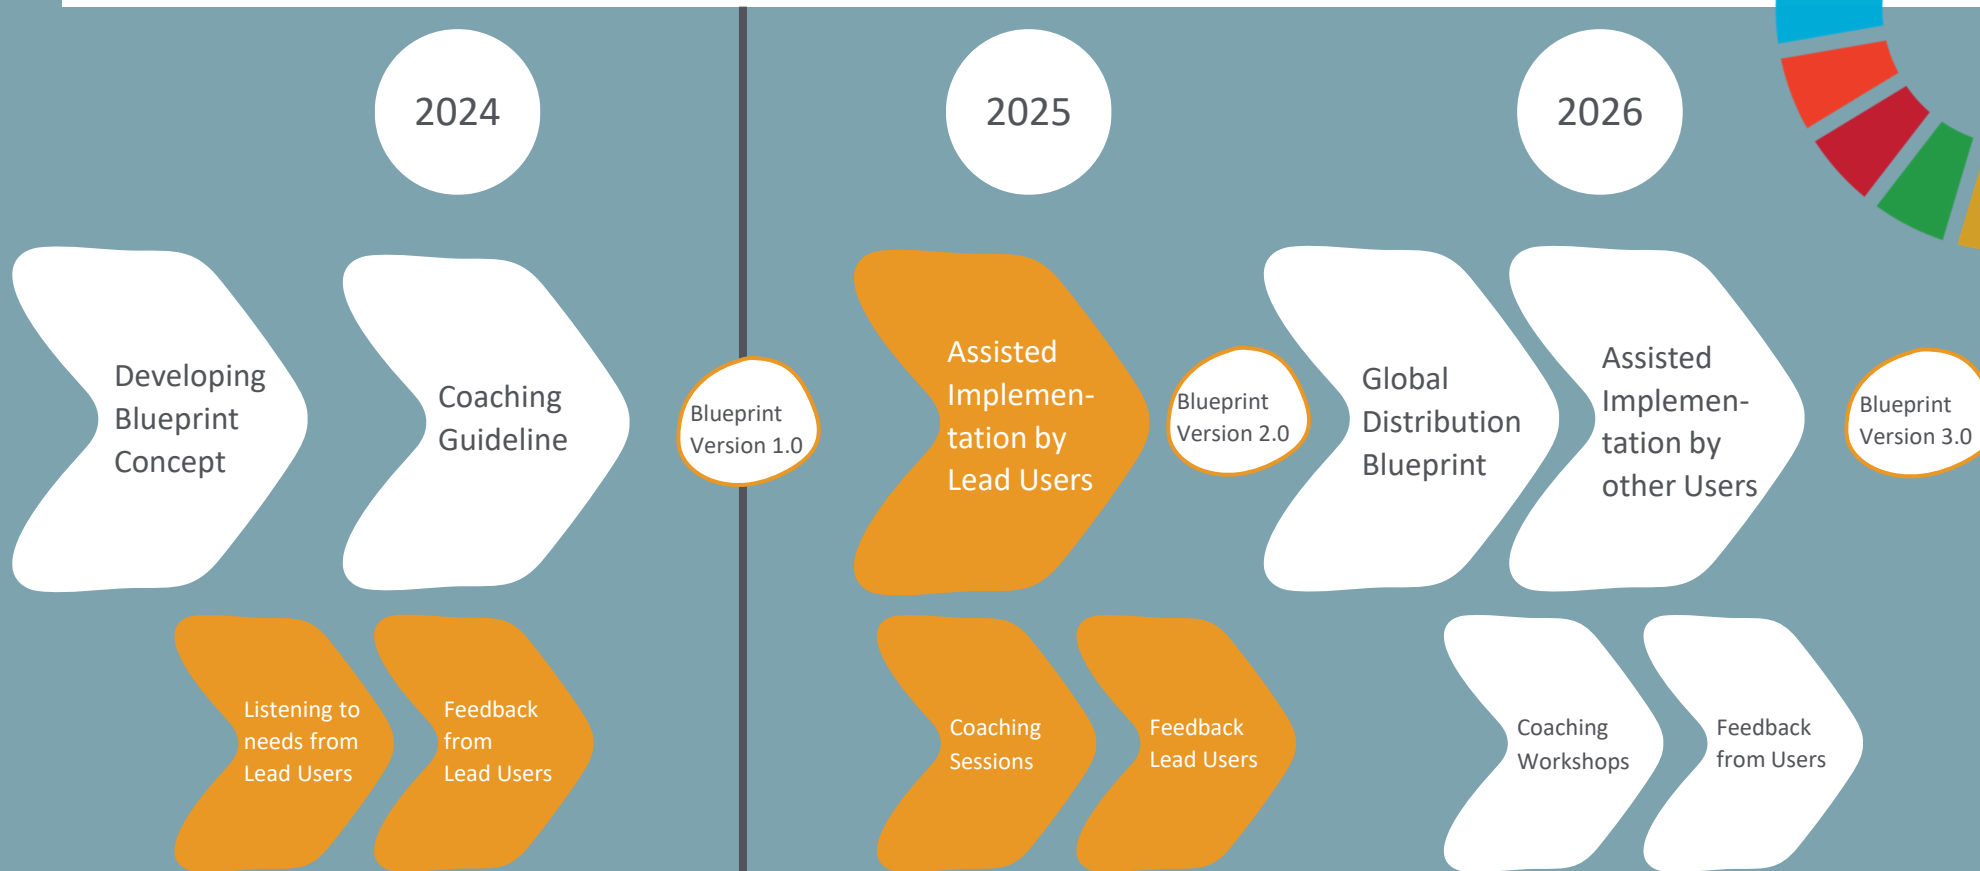 2024
2025
2026
Developing
Blueprint
Concept
Coaching
Guideline
Blueprint
Version 1.0
Assisted
Implemen-
tation by
Lead Users
Blueprint
Version 2.0
Global
Distribution
Blueprint
Assisted
Implemen-
tation by
other Users
Blueprint
Version 3.0
Listening to
needs from
Lead Users
Feedback
from
Lead Users
Coaching
Sessions
Feedback
Lead Users
Coaching
Workshops
Feedback
from Users